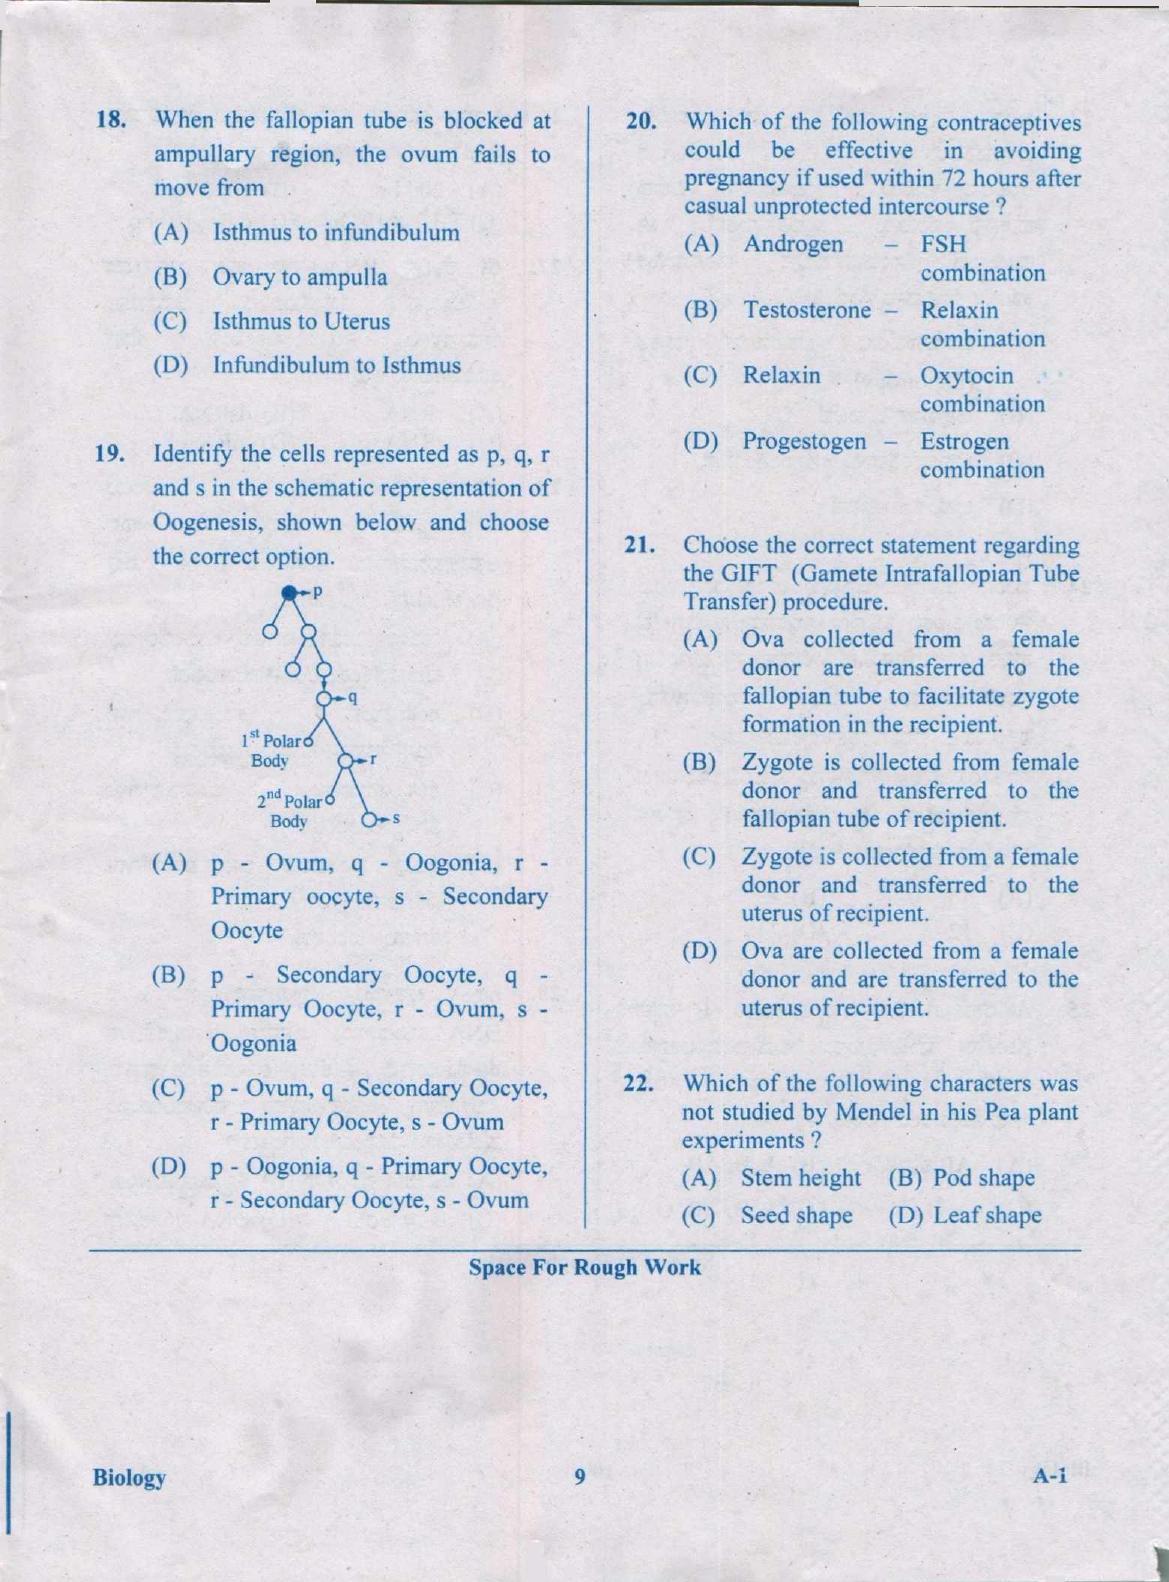 18. When the fallopian tube is blocked at
ampullary region, the ovum fails to
move from
(A) Isthmus to infundibulum
(B) Ovary to ampulla
(C) Isthmus to Uterus
(D) Infundibulum to Isthmus
19. Identify the cells represented as p, q, r
and s in the schematic representation of
Oogenesis, shown below and choose
the correct option.
p
q
1st Polar
Body
r
2nd Polar
Body
s
(A) p - Ovum, q - Oogonia, r -
Primary oocyte, s - Secondary
Oocyte
(B) p - Secondary Oocyte, q -
Primary Oocyte, r - Ovum, s -
Oogonia
(C) p - Ovum, q - Secondary Oocyte,
r - Primary Oocyte, s - Ovum
(D) p - Oogonia, q - Primary Oocyte,
r - Secondary Oocyte, s - Ovum
20. Which of the following contraceptives
could be effective in avoiding
pregnancy if used within 72 hours after
casual unprotected intercourse ?
(A) Androgen – FSH
combination
(B) Testosterone – Relaxin
combination
(C) Relaxin – Oxytocin
combination
(D) Progestogen – Estrogen
combination
21. Choose the correct statement regarding
the GIFT (Gamete Intrafallopian Tube
Transfer) procedure.
(A) Ova collected from a female
donor are transferred to the
fallopian tube to facilitate zygote
formation in the recipient.
(B) Zygote is collected from female
donor and transferred to the
fallopian tube of recipient.
(C) Zygote is collected from a female
donor and transferred to the
uterus of recipient.
(D) Ova are collected from a female
donor and are transferred to the
uterus of recipient.
22. Which of the following characters was
not studied by Mendel in his Pea plant
experiments ?
(A) Stem height (B) Pod shape
(C) Seed shape (D) Leaf shape
Space For Rough Work
Biology 9 A-1